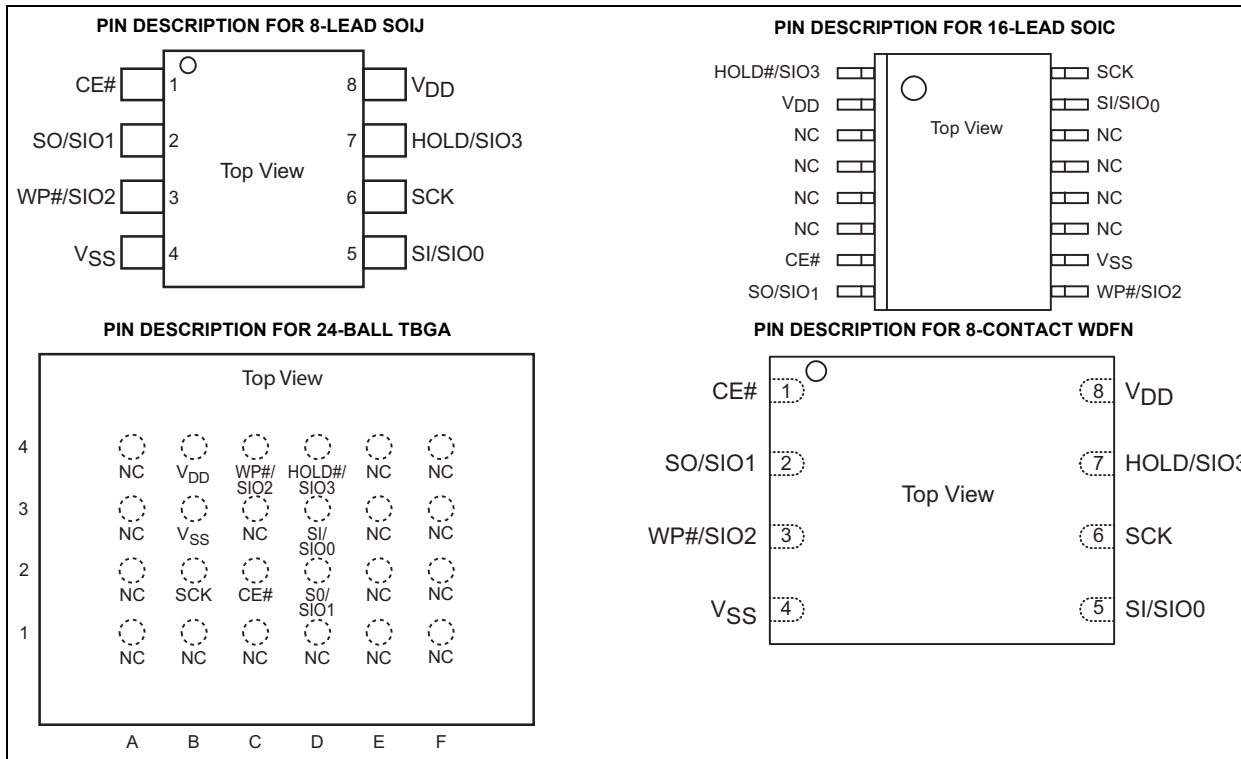 PIN DESCRIPTION FOR 8-LEAD SOIJ
CE# 1 8 VDD
SO/SIO1 2 7 HOLD/SIO3
Top View
WP#/SIO2 3 6 SCK
VSS 4 5 SI/SIO0
PIN DESCRIPTION FOR 16-LEAD SOIC
HOLD#/SIO3 SCK
VDD SI/SIO0
Top View
NC NC
NC NC
NC NC
NC NC
CE# VSS
SO/SIO1 WP#/SIO2
PIN DESCRIPTION FOR 24-BALL TBGA
Top View
4
NC VDD WP#/ HOLD#/ NC NC
SIO2 SIO3
3
NC VSS NC SI/ NC NC
SIO0
2
NC SCK CE# S0/ NC NC
SIO1
1
NC NC NC NC NC NC
A B C D E F
PIN DESCRIPTION FOR 8-CONTACT WDFN
CE# 1 8 VDD
SO/SIO1 2 7 HOLD/SIO3
Top View
WP#/SIO2 3 6 SCK
VSS 4 5 SI/SIO0